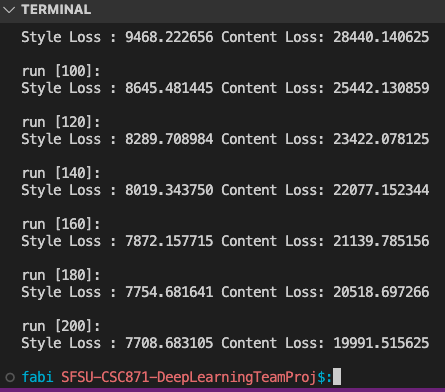 TERMINAL
Style Loss : 9468.222656 Content Loss: 28440.140625
run [100]:
Style Loss : 8645.481445 Content Loss: 25442.130859
run [120]:
Style Loss : 8289.708984 Content Loss: 23422.078125
run [140]:
Style Loss : 8019.343750 Content Loss: 22077.152344
run [160]:
Style Loss : 7872.157715 Content Loss: 21139.785156
run [180]:
Style Loss : 7754.681641 Content Loss: 20518.697266
run [200]:
Style Loss : 7708.683105 Content Loss: 19991.515625
fabi SFSU-CSC871-DeepLearningTeamProj$: